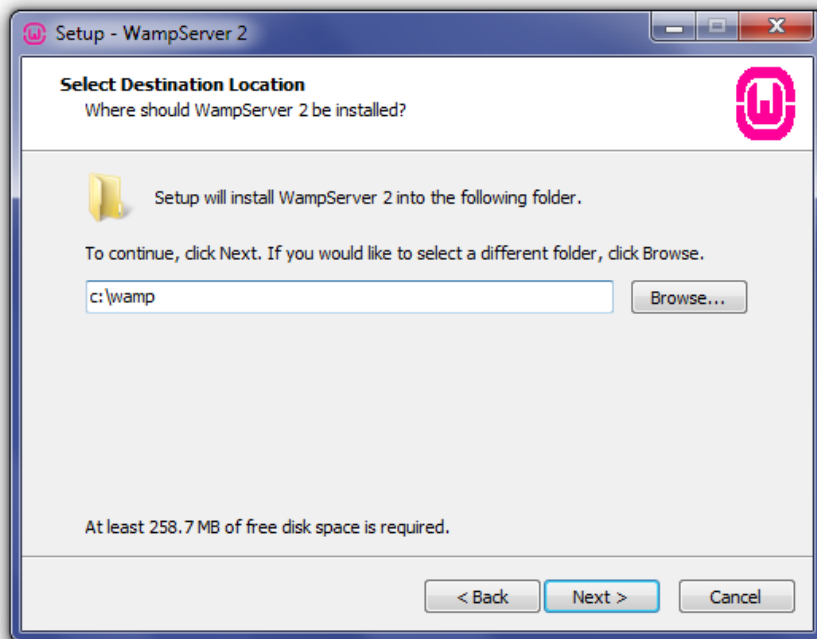 Setup - WampServer 2
Select Destination Location
Where should WampServer 2 be installed?
Setup will install WampServer 2 into the following folder.
To continue, click Next. If you would like to select a different folder, click Browse.
c:\wamp
Browse...
At least 258.7 MB of free disk space is required.
< Back
Next >
Cancel